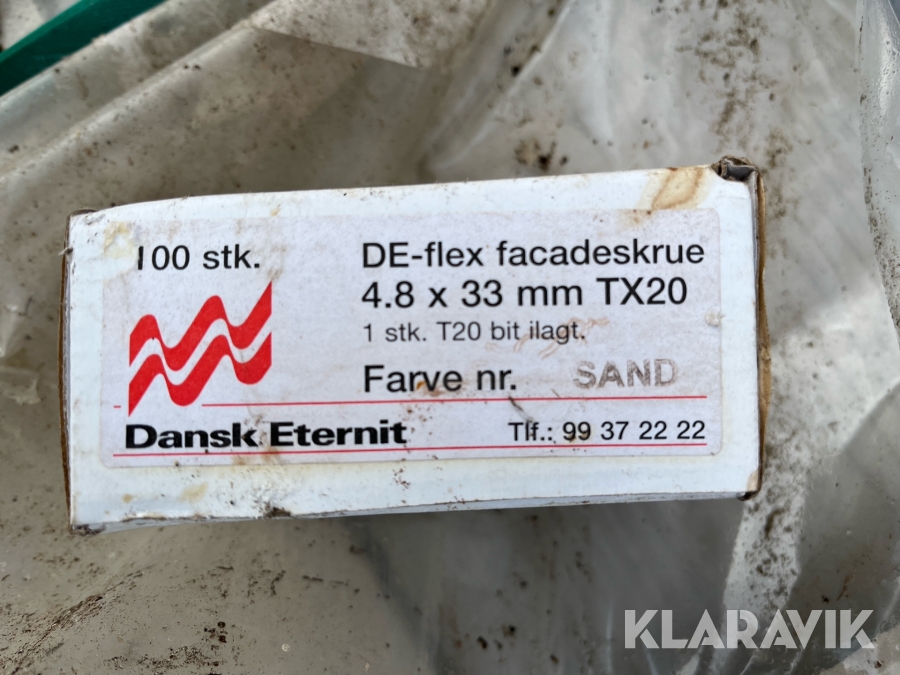 100 stk.
DE-flex facadeskrue
4.8 x 33 mm TX20
1 stk. T20 bit ilagt.
Farve nr. SAND
Dansk Eternit
Tlf.: 99 37 22 22
KLARAVIK